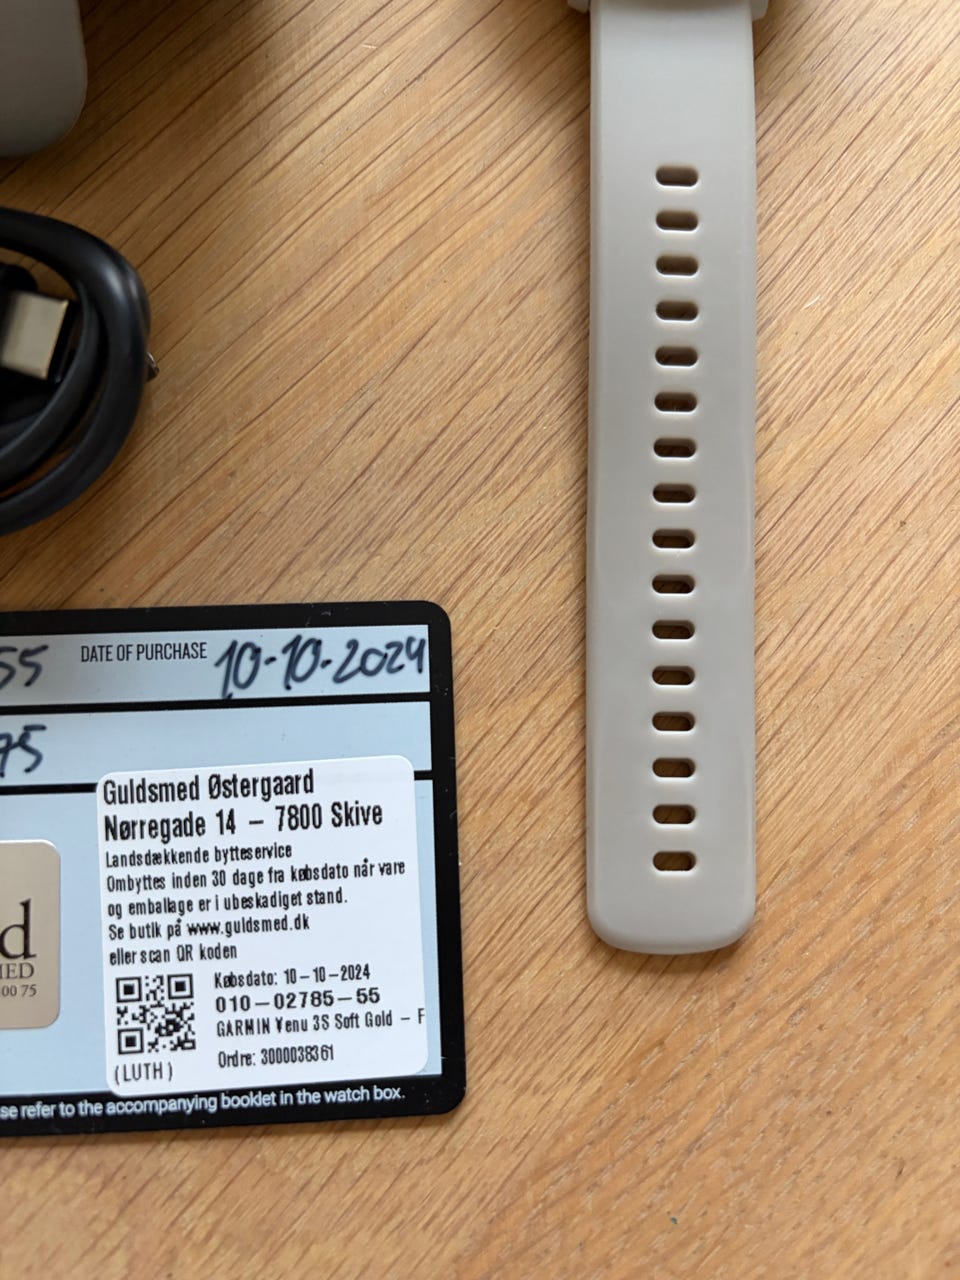 55 DATE OF PURCHASE 10-10-2024
75
Guldsmed Østergaard
Nørregade 14 – 7800 Skive
Landsdækkende bytteservice
Ombyttes inden 30 dage fra købsdato når vare
og emballage er i ubeskadiget stand.
Se butik på www.guldsmed.dk
eller scan QR koden
Købsdato: 10-10-2024
010-02785-55
GARMIN Venu 3S Soft Gold - F
Ordre: 3000038361
(LUTH)
d
MED
00 75
se refer to the accompanying booklet in the watch box.